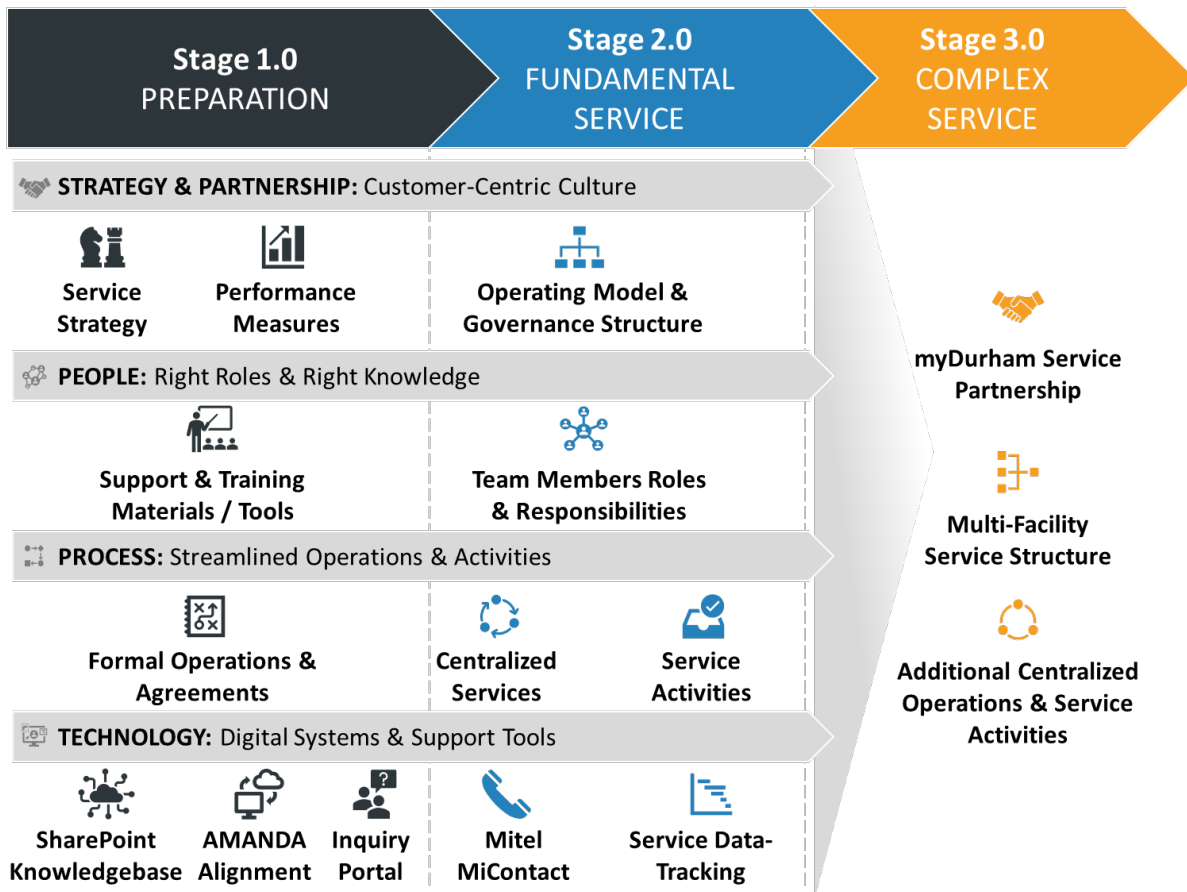 Stage 1.0
PREPARATION
Stage 2.0
FUNDAMENTAL
SERVICE
Stage 3.0
COMPLEX
SERVICE
STRATEGY & PARTNERSHIP: Customer-Centric Culture
Service
Strategy
Performance
Measures
Operating Model &
Governance Structure
PEOPLE: Right Roles & Right Knowledge
Support & Training
Materials / Tools
Team Members Roles
& Responsibilities
PROCESS: Streamlined Operations & Activities
Formal Operations &
Agreements
Centralized
Services
Service
Activities
TECHNOLOGY: Digital Systems & Support Tools
SharePoint
Knowledgebase
AMANDA
Alignment
?
Inquiry
Portal
Mitel
MiContact
Service Data-
Tracking
myDurham Service
Partnership
Multi-Facility
Service Structure
Additional Centralized
Operations & Service
Activities